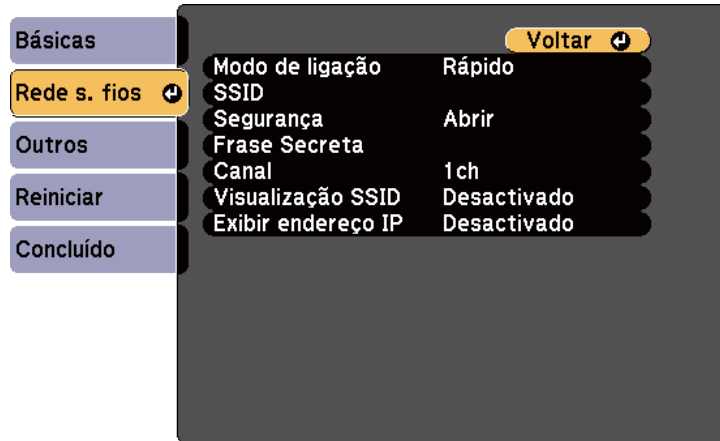 Básicas
Rede s. fios
Outros
Reiniciar
Concluído
Voltar
Modo de ligação Rápido
SSID
Segurança Abrir
Frase Secreta
Canal 1ch
Visualização SSID Desactivado
Exibir endereço IP Desactivado